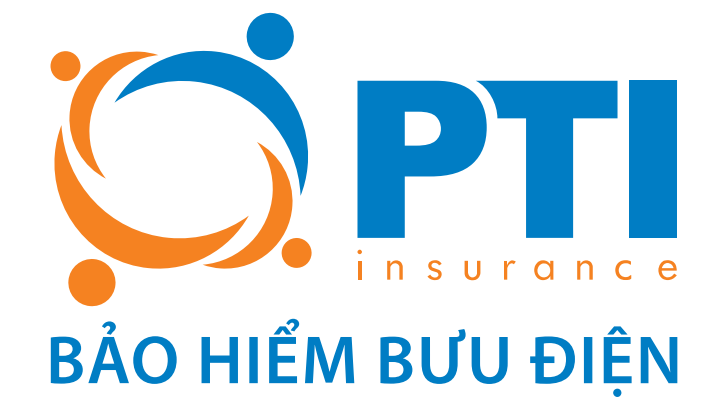 PTI
insurance
BẢO HIỂM BƯU ĐIỆN